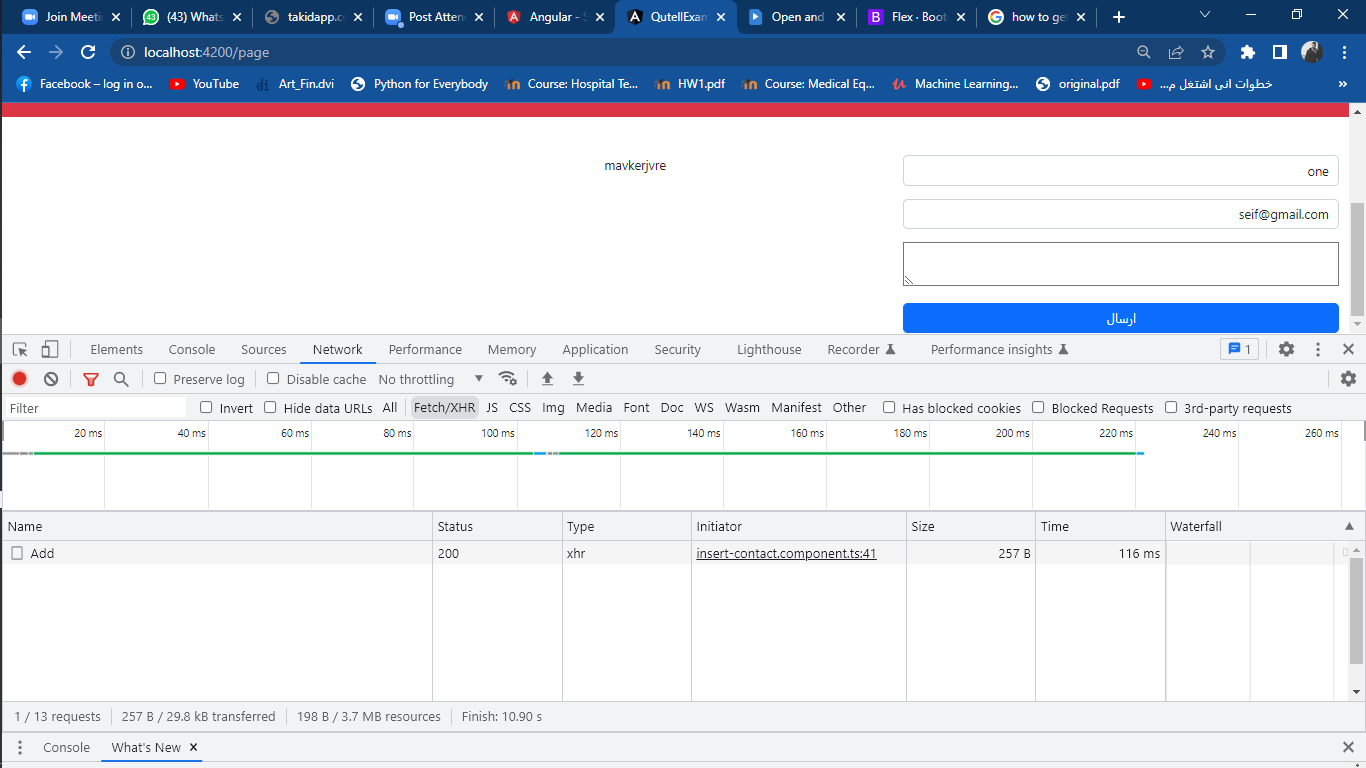 Join Meeti (43) Whats takidapp.c Post Atten Angular - S QutellExan Open and Flex · Boot how to get
localhost:4200/page
Facebook – log in o... YouTube Art_Fin.dvi Python for Everybody Course: Hospital Te... HW1.pdf Course: Medical Eq... Machine Learning... original.pdf خطوات انى اشتغل م... »
mavkerjvre one
seif@gmail.com
ارسال
Elements Console Sources Network Performance Memory Application Security Lighthouse Recorder Performance insights 1
Preserve log Disable cache No throttling
Filter Invert Hide data URLs All Fetch/XHR JS CSS Img Media Font Doc WS Wasm Manifest Other Has blocked cookies Blocked Requests 3rd-party requests
20 ms 40 ms 60 ms 80 ms 100 ms 120 ms 140 ms 160 ms 180 ms 200 ms 220 ms 240 ms 260 ms
Name Status Type Initiator Size Time Waterfall
Add 200 xhr insert-contact.component.ts:41 257 B 116 ms
1 / 13 requests 257 B / 29.8 kB transferred 198 B / 3.7 MB resources Finish: 10.90 s
Console What's New